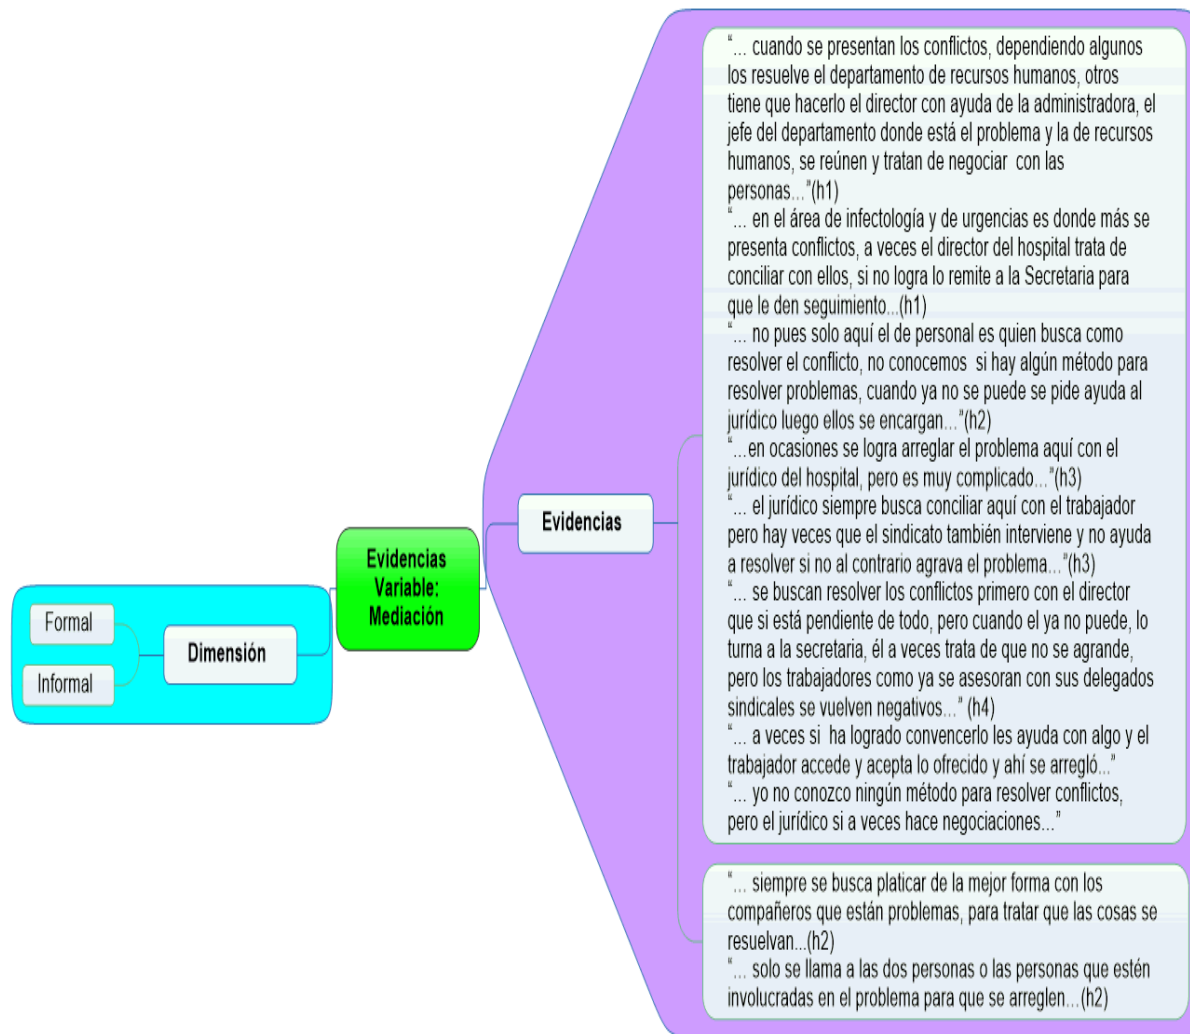 Formal
Informal
Dimensión
Evidencias
Variable:
Mediación
Evidencias
“... cuando se presentan los conflictos, dependiendo algunos
los resuelve el departamento de recursos humanos, otros
tiene que hacerlo el director con ayuda de la administradora, el
jefe del departamento donde está el problema y la de recursos
humanos, se reúnen y tratan de negociar con las
personas...”(h1)
“... en el área de infectología y de urgencias es donde más se
presenta conflictos, a veces el director del hospital trata de
conciliar con ellos, si no logra lo remite a la Secretaria para
que le den seguimiento...(h1)
“... no pues solo aquí el de personal es quien busca como
resolver el conflicto, no conocemos si hay algún método para
resolver problemas, cuando ya no se puede se pide ayuda al
jurídico luego ellos se encargan...”(h2)
“...en ocasiones se logra arreglar el problema aquí con el
jurídico del hospital, pero es muy complicado...”(h3)
“... el jurídico siempre busca conciliar aquí con el trabajador
pero hay veces que el sindicato también interviene y no ayuda
a resolver si no al contrario agrava el problema...”(h3)
“... se buscan resolver los conflictos primero con el director
que si está pendiente de todo, pero cuando el ya no puede, lo
turna a la secretaria, él a veces trata de que no se agrande,
pero los trabajadores como ya se asesoran con sus delegados
sindicales se vuelven negativos...” (h4)
“... a veces si ha logrado convencerlo les ayuda con algo y el
trabajador accede y acepta lo ofrecido y ahí se arregló...”
“... yo no conozco ningún método para resolver conflictos,
pero el jurídico si a veces hace negociaciones...”
“... siempre se busca platicar de la mejor forma con los
compañeros que están problemas, para tratar que las cosas se
resuelvan...(h2)
“... solo se llama a las dos personas o las personas que estén
involucradas en el problema para que se arreglen...(h2)